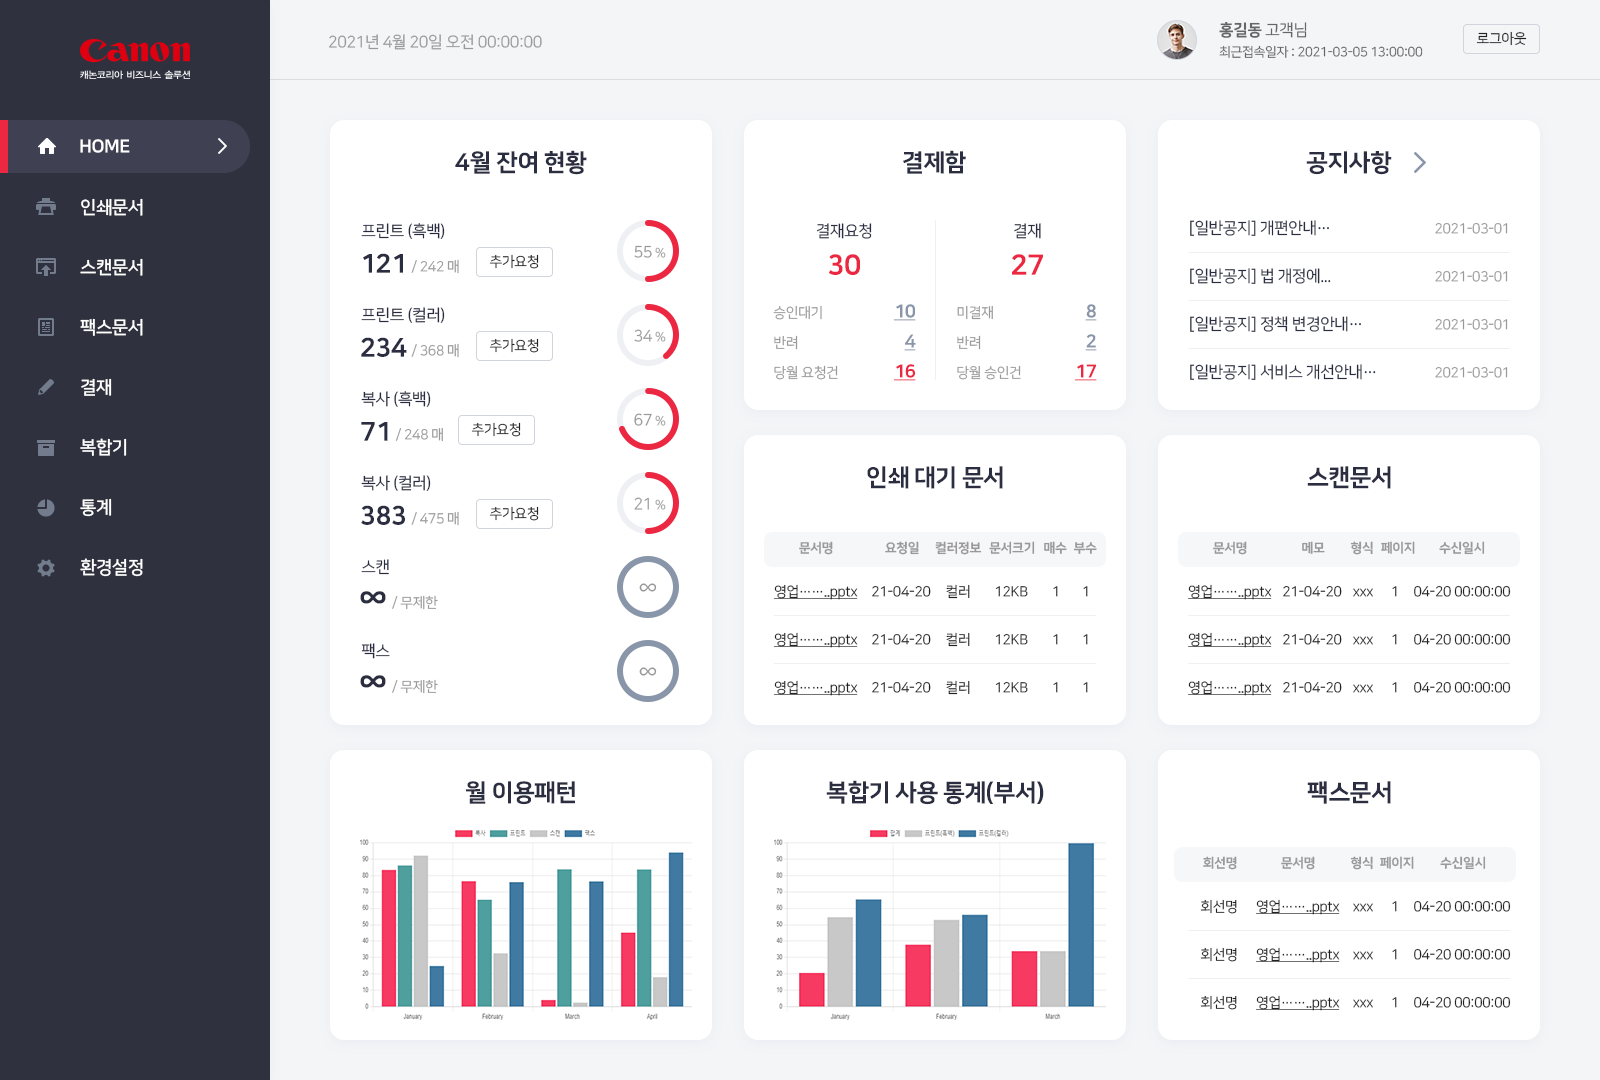 Canon
캐논코리아 비즈니스 솔루션
HOME
인쇄문서
스캔문서
팩스문서
결재
복합기
통계
환경설정
2021년 4월 20일 오전 00:00:00
홍길동 고객님
최근접속일자 : 2021-03-05 13:00:00
로그아웃
4월 잔여 현황
프린트 (흑백)
121 / 242 매 추가요청
55 %
프린트 (컬러)
234 / 368 매 추가요청
34 %
복사 (흑백)
71 / 248 매 추가요청
67 %
복사 (컬러)
383 / 475 매 추가요청
21 %
스캔
∞ / 무제한
∞
팩스
∞ / 무제한
∞
결제함
결재요청
30
승인대기 10
반려 4
당월 요청건 16
결재
27
미결재 8
반려 2
당월 승인건 17
공지사항
[일반공지] 개편안내… 2021-03-01
[일반공지] 법 개정에... 2021-03-01
[일반공지] 정책 변경안내… 2021-03-01
[일반공지] 서비스 개선안내… 2021-03-01
인쇄 대기 문서
문서명 요청일 컬러정보 문서크기 매수 부수
영업……..pptx 21-04-20 컬러 12KB 1 1
영업……..pptx 21-04-20 컬러 12KB 1 1
영업……..pptx 21-04-20 컬러 12KB 1 1
스캔문서
문서명 메모 형식 페이지 수신일시
영업……..pptx 21-04-20 xxx 1 04-20 00:00:00
영업……..pptx 21-04-20 xxx 1 04-20 00:00:00
영업……..pptx 21-04-20 xxx 1 04-20 00:00:00
월 이용패턴
복사 프린트 스캔 팩스
100
90
80
70
60
50
40
30
20
10
0
January February March April
복합기 사용 통계(부서)
합계 프린트(흑백) 프린트(컬러)
100
90
80
70
60
50
40
30
20
10
0
January February March
팩스문서
회선명 문서명 형식 페이지 수신일시
회선명 영업……..pptx xxx 1 04-20 00:00:00
회선명 영업……..pptx xxx 1 04-20 00:00:00
회선명 영업……..pptx xxx 1 04-20 00:00:00